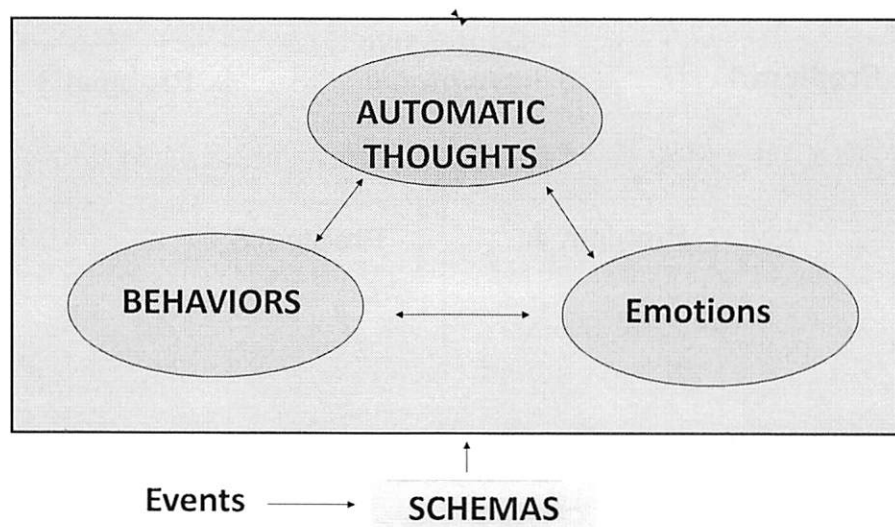 AUTOMATIC
THOUGHTS
BEHAVIORS
Emotions
Events
SCHEMAS